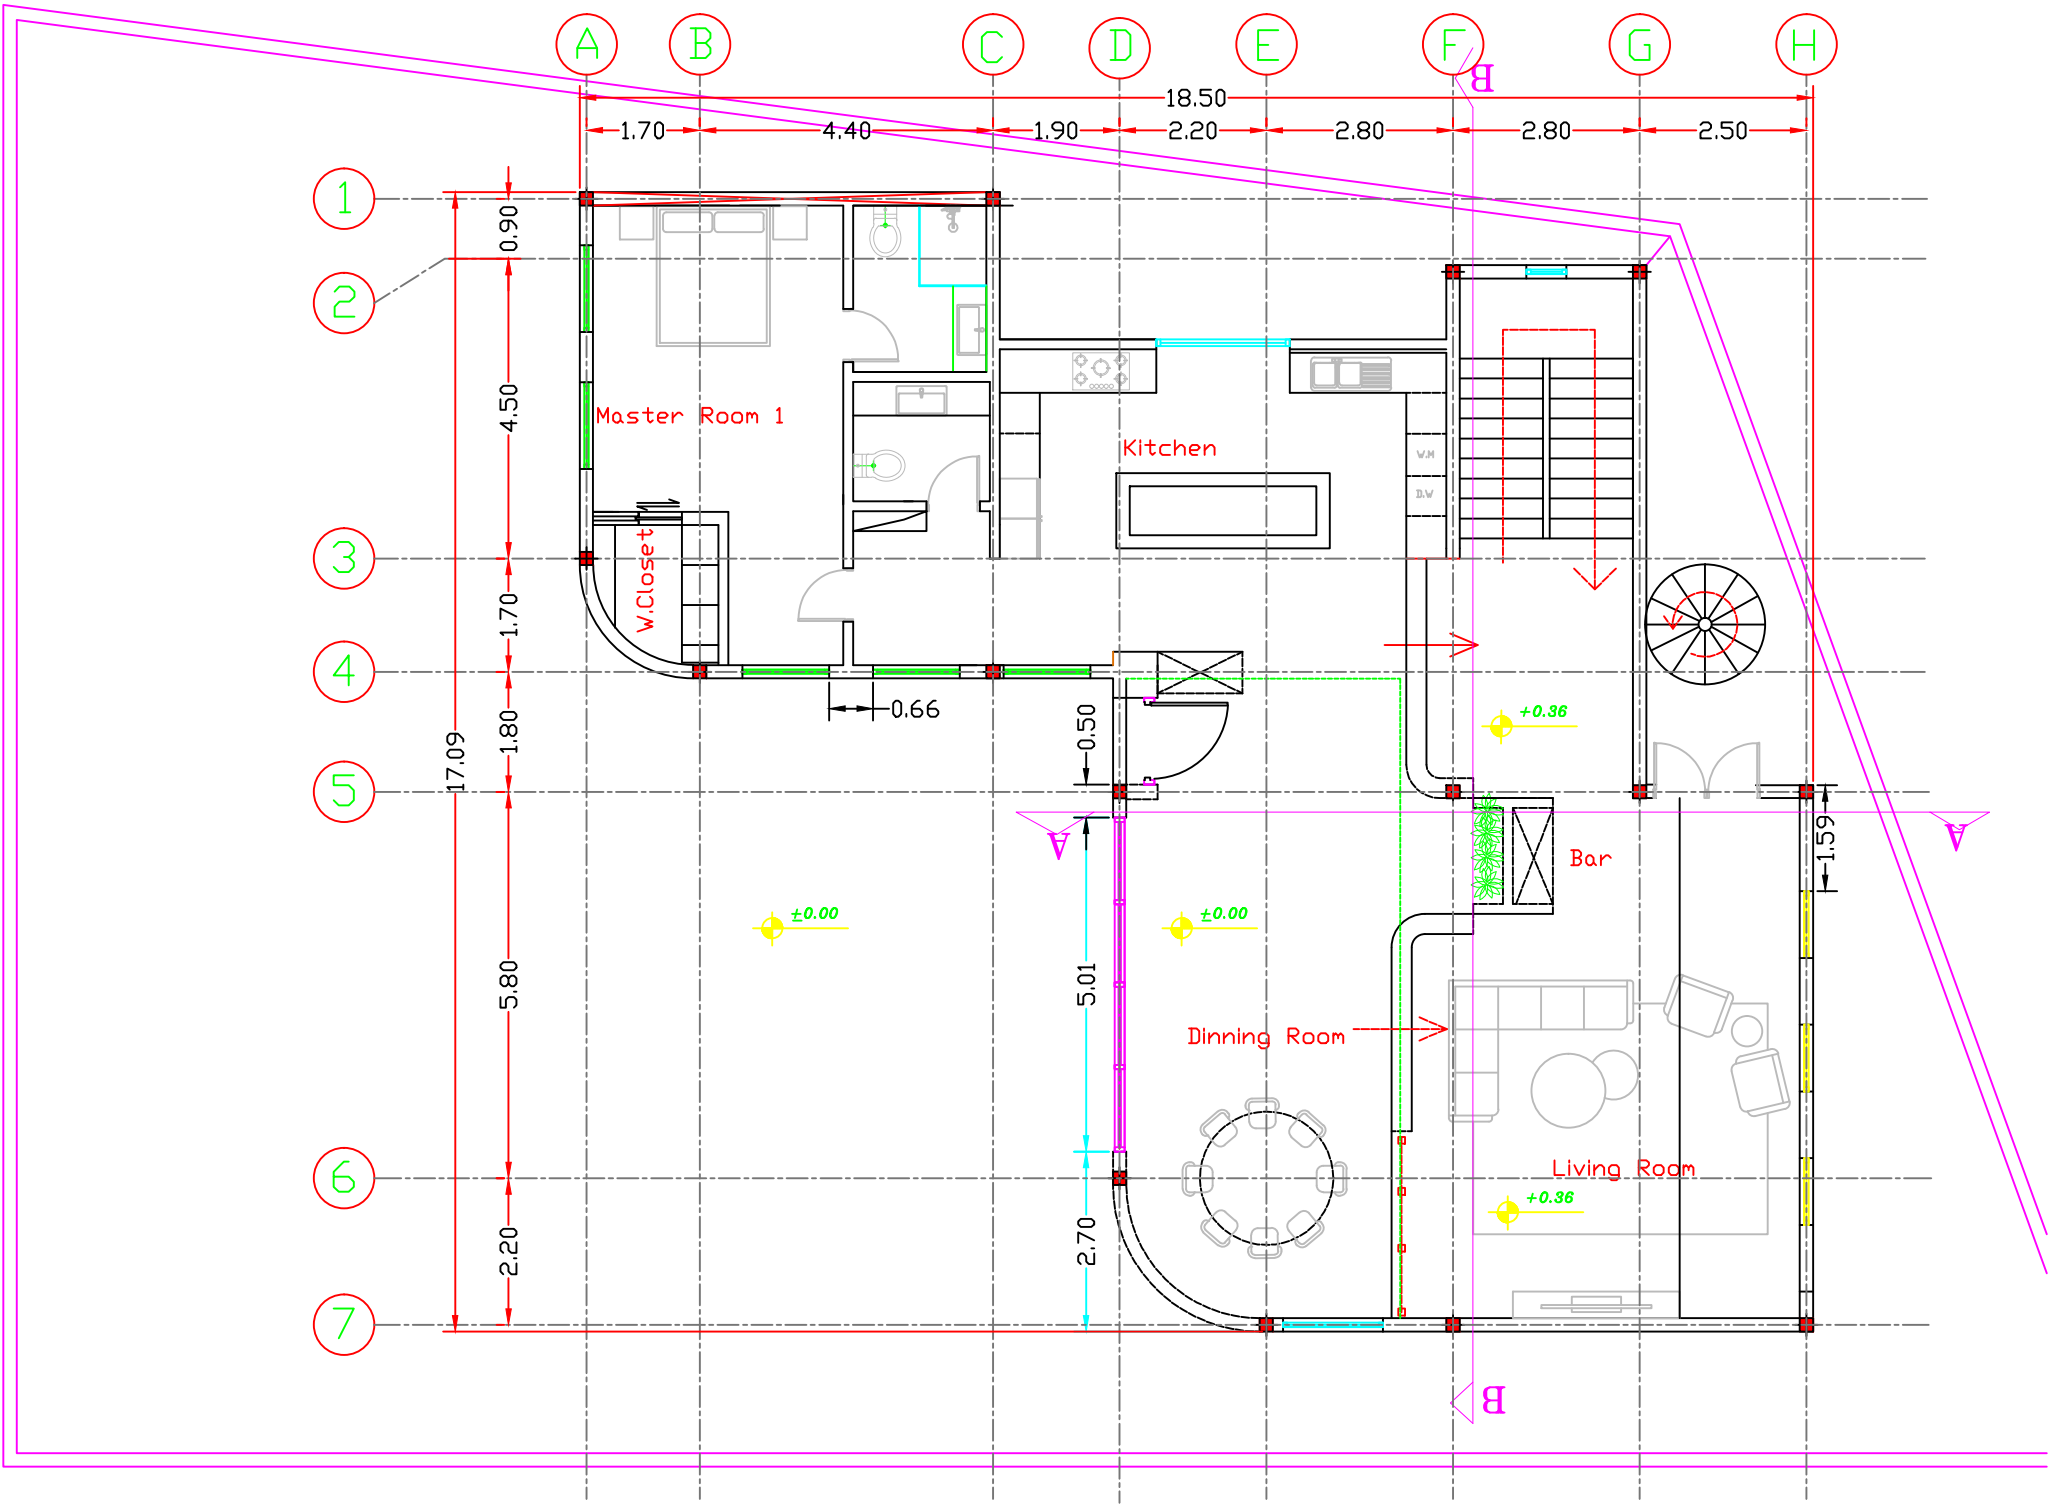 A B C D E F G H
B
18.50
1.70 4.40 1.90 2.20 2.80 2.80 2.50
1
0.90
2
4.50
Master Room 1
Kitchen
W.M
D.W
3
W.Closet
1.70
4
0.66
1.80
0.50
+0.36
17.09
5
A
A
1.59
Bar
±0.00
±0.00
5.80
5.01
Dinning Room
Living Room
6
+0.36
2.20
2.70
7
B